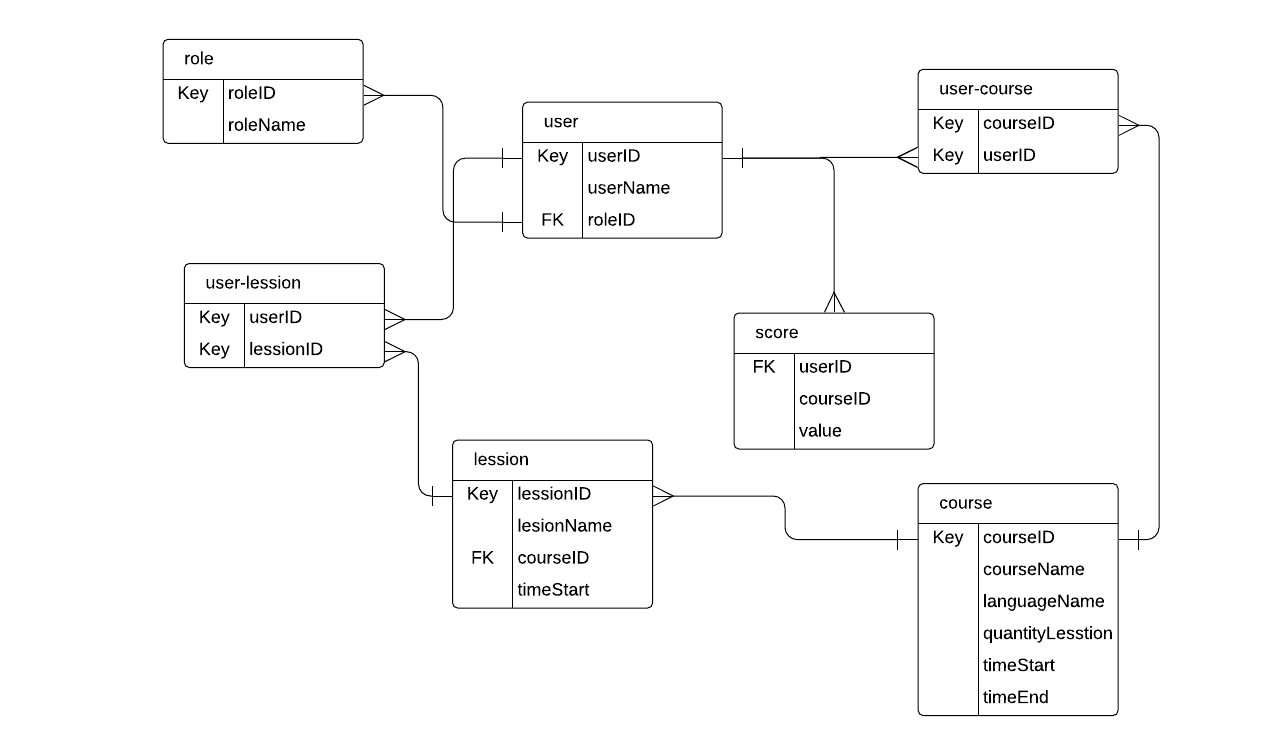 role
Key roleID
roleName
user
Key userID
userName
FK roleID
user-course
Key courseID
Key userID
user-lession
Key userID
Key lessionID
score
FK userID
courseID
value
lession
Key lessionID
lesionName
FK courseID
timeStart
course
Key courseID
courseName
languageName
quantityLesstion
timeStart
timeEnd